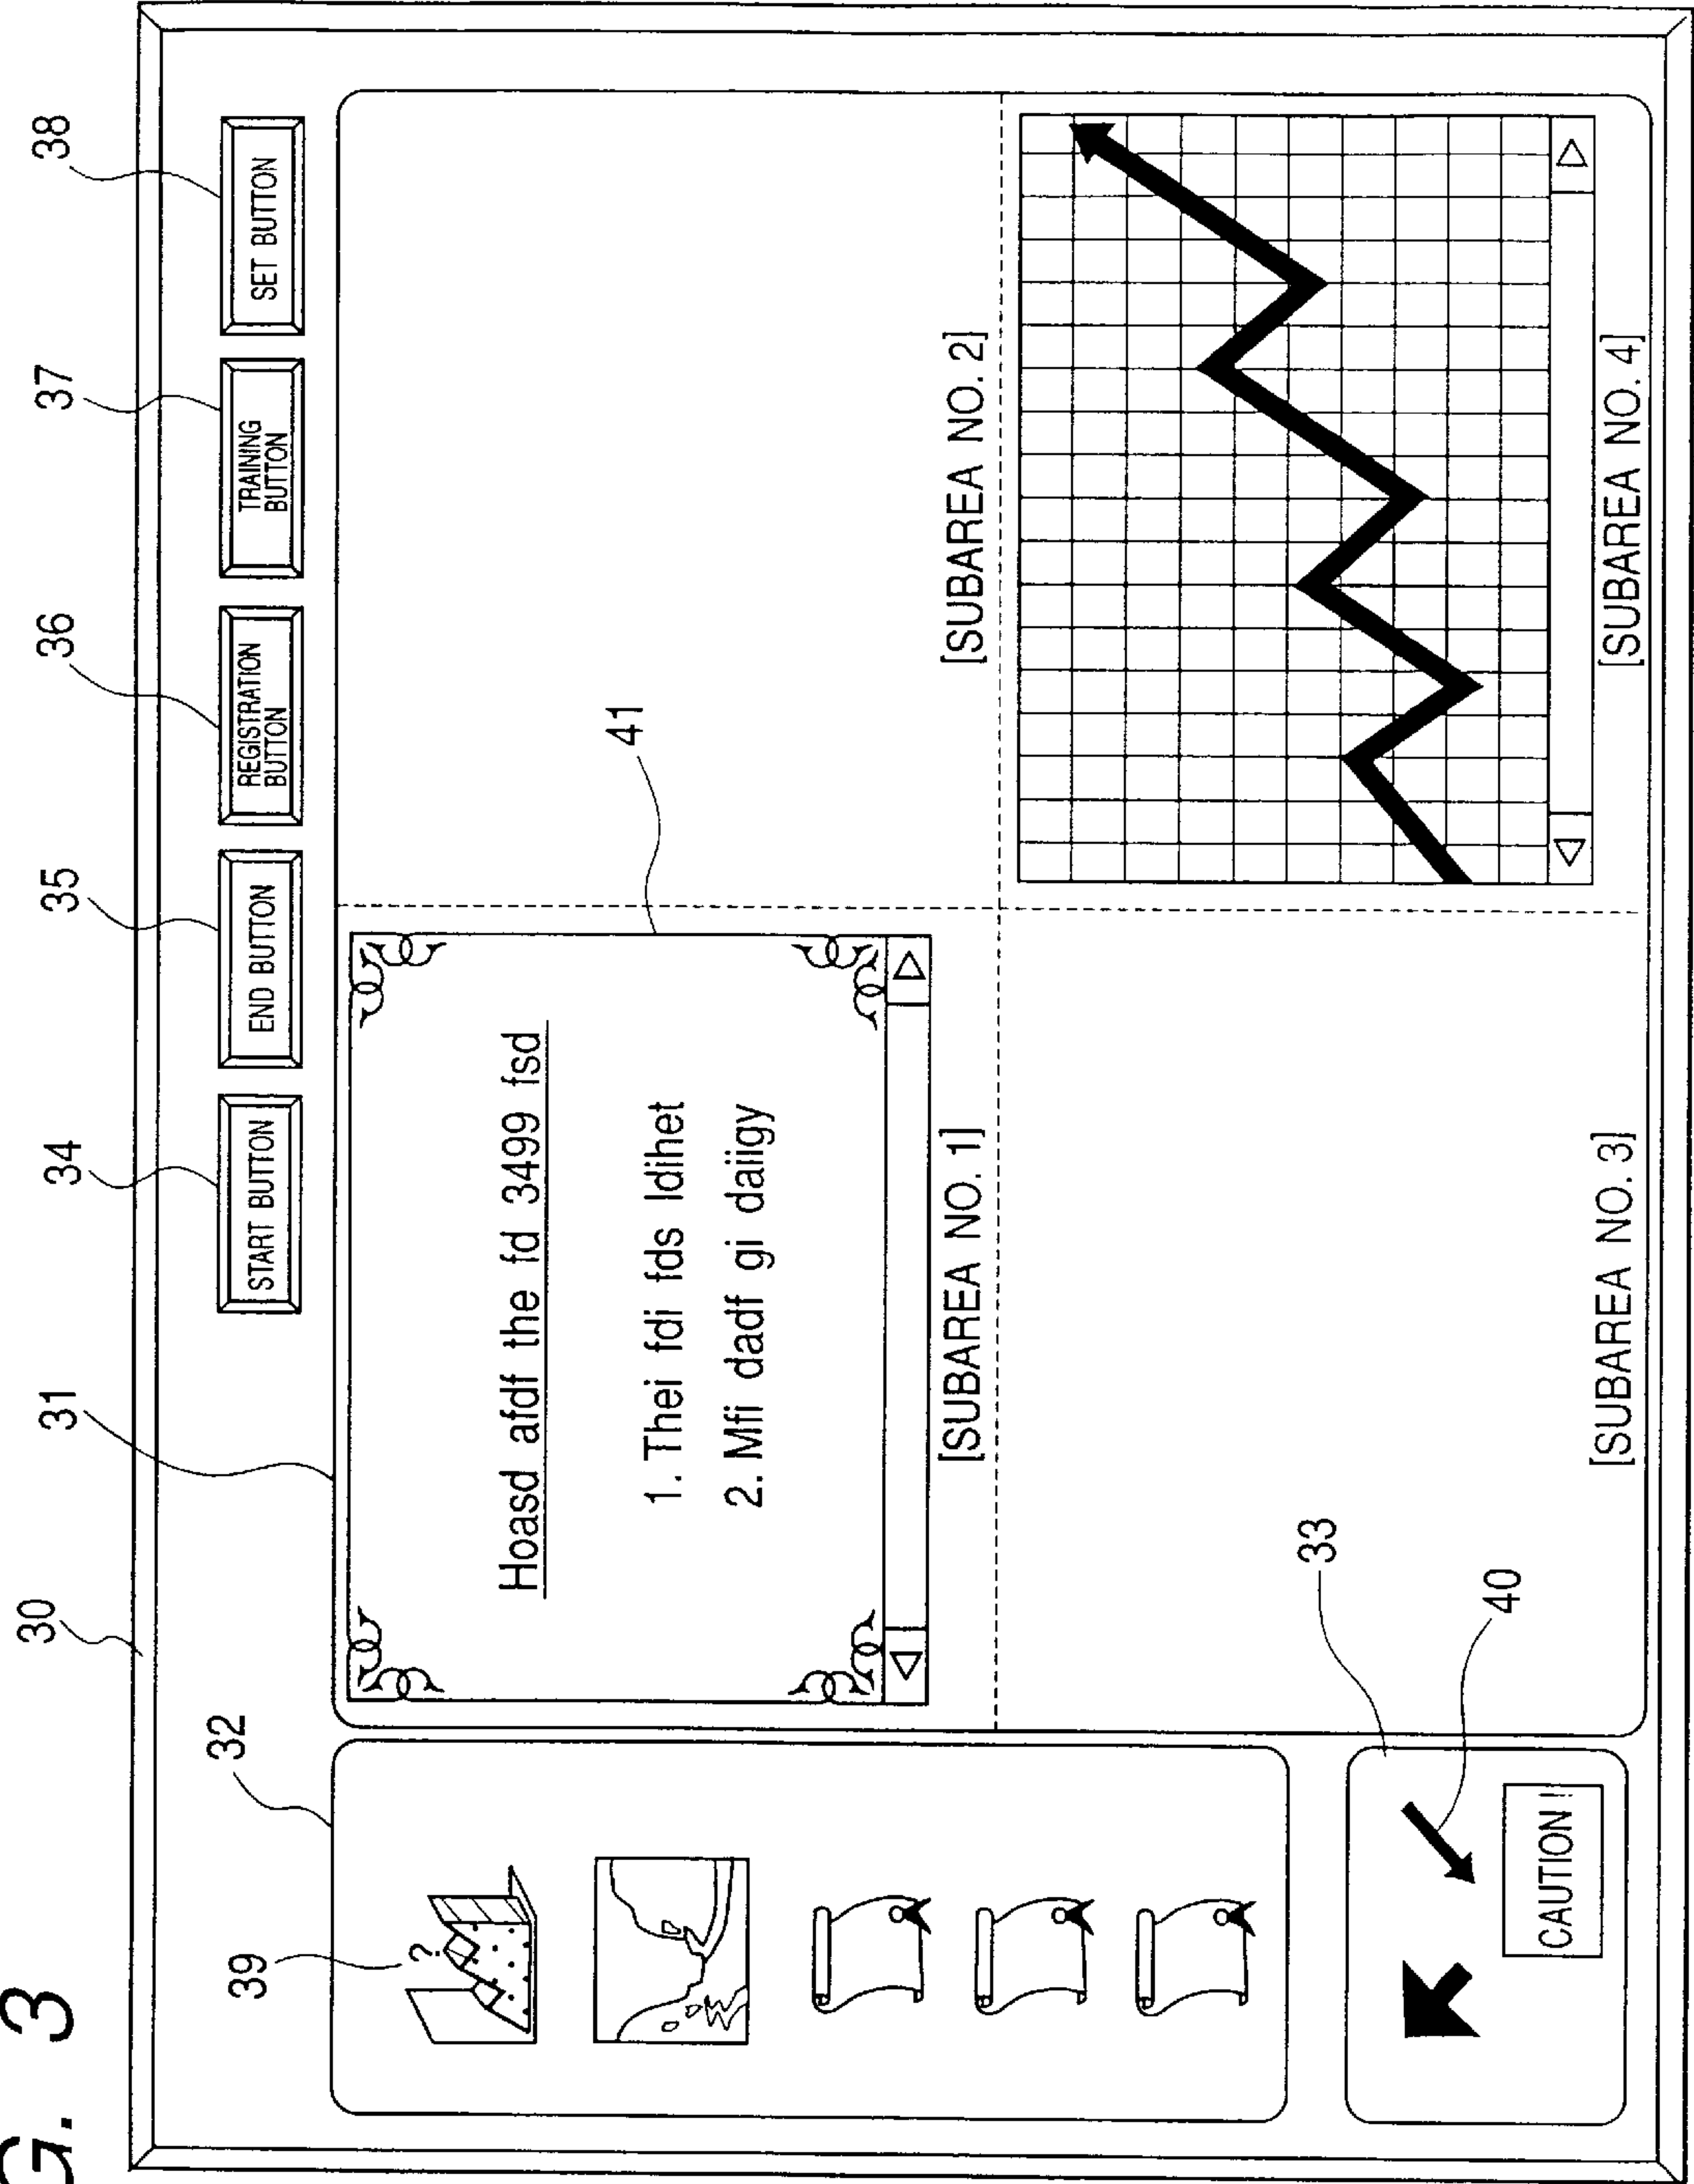 G. 3
30
31
34
35
36
37
38
START BUTTON
END BUTTON
REGISTRATION
BUTTON
TRAINING
BUTTON
SET BUTTON
32
39
?
41
Hoasd afdf the fd 3499 fsd
1. Thei fdi fds ldihet
2. Mfi dadf gi daiigy
[SUBAREA NO. 1]
[SUBAREA NO. 2]
33
40
CAUTION !
[SUBAREA NO. 3]
[SUBAREA NO. 4]